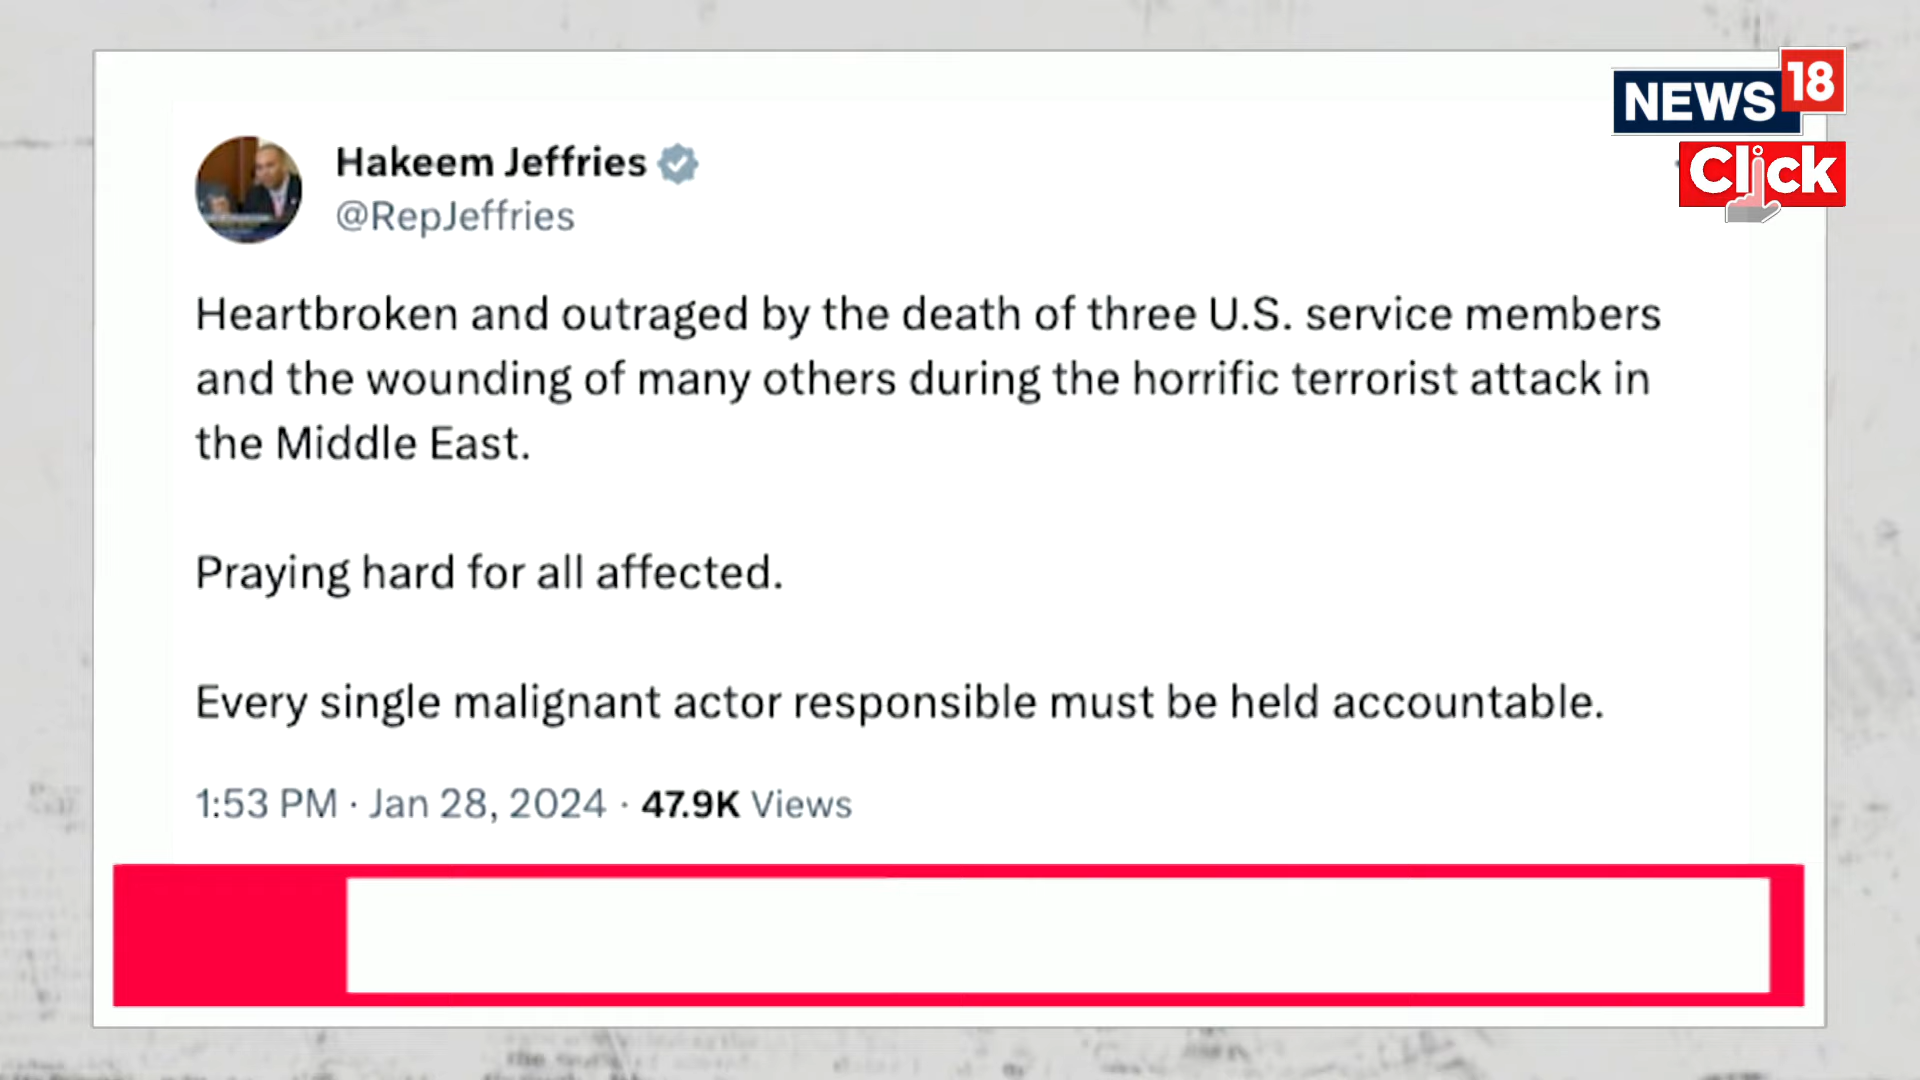 NEWS 18
Click
Hakeem Jeffries
@RepJeffries
Heartbroken and outraged by the death of three U.S. service members
and the wounding of many others during the horrific terrorist attack in
the Middle East.
Praying hard for all affected.
Every single malignant actor responsible must be held accountable.
1:53 PM · Jan 28, 2024 · 47.9K Views